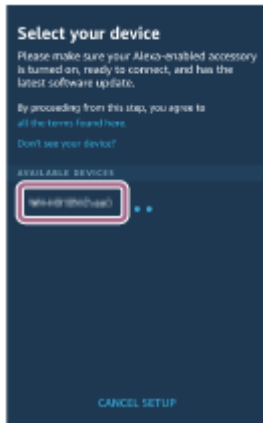 Select your device
Please make sure your Alexa-enabled accessory
is turned on, ready to connect, and has the
latest software update.
By proceeding from this step, you agree to
all the terms found here.
Don't see your device?
AVAILABLE DEVICES
CANCEL SETUP